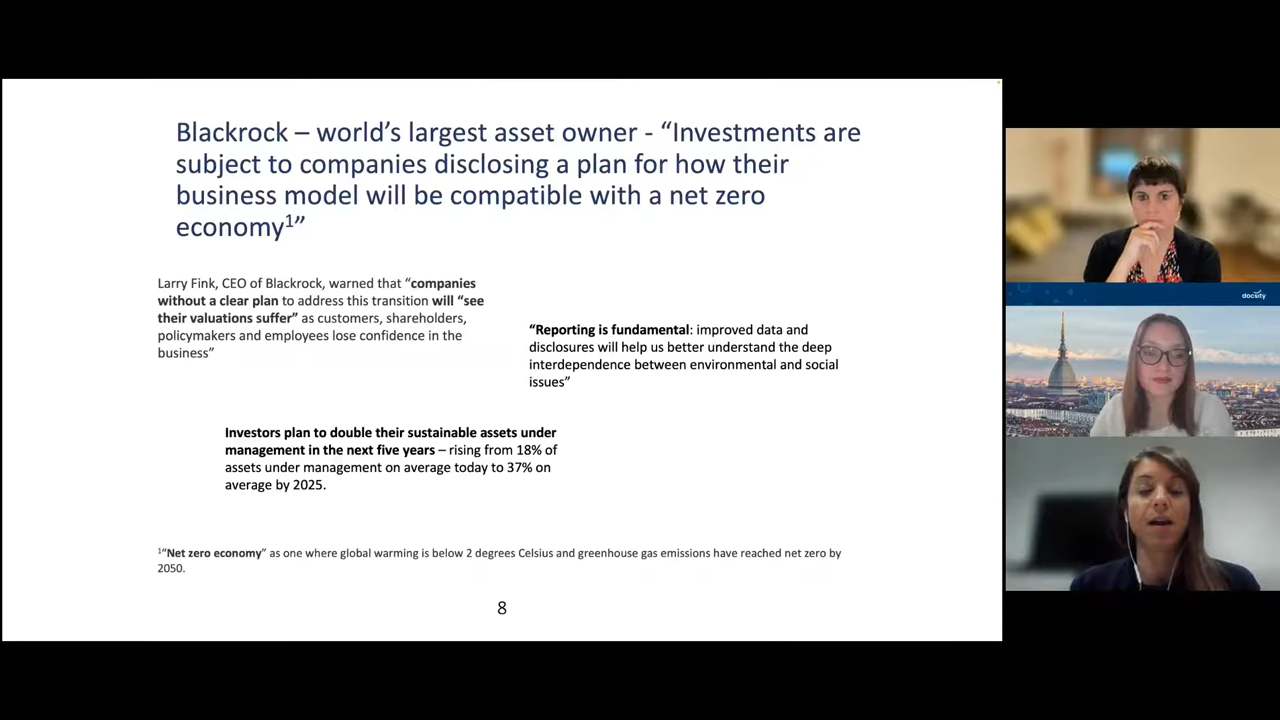 Blackrock – world’s largest asset owner - “Investments are
subject to companies disclosing a plan for how their
business model will be compatible with a net zero
economy¹”
Larry Fink, CEO of Blackrock, warned that “companies
without a clear plan to address this transition will “see
their valuations suffer” as customers, shareholders,
policymakers and employees lose confidence in the
business”
“Reporting is fundamental: improved data and
disclosures will help us better understand the deep
interdependence between environmental and social
issues”
Investors plan to double their sustainable assets under
management in the next five years – rising from 18% of
assets under management on average today to 37% on
average by 2025.
¹“Net zero economy” as one where global warming is below 2 degrees Celsius and greenhouse gas emissions have reached net zero by
2050.
8
docsity